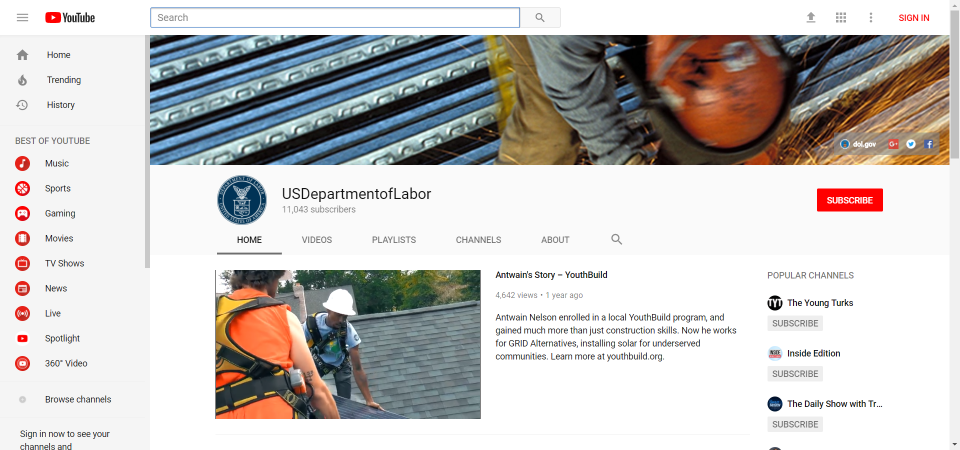 YouTube
Search
SIGN IN
Home
Trending
History
BEST OF YOUTUBE
Music
Sports
Gaming
Movies
TV Shows
News
Live
Spotlight
360° Video
Browse channels
Sign in now to see your
channels and
dol.gov
USDepartmentofLabor
11,043 subscribers
SUBSCRIBE
HOME
VIDEOS
PLAYLISTS
CHANNELS
ABOUT
Antwain's Story – YouthBuild
4,642 views • 1 year ago
Antwain Nelson enrolled in a local YouthBuild program, and
gained much more than just construction skills. Now he works
for GRID Alternatives, installing solar for underserved
communities. Learn more at youthbuild.org.
POPULAR CHANNELS
TYT
The Young Turks
SUBSCRIBE
Inside Edition
SUBSCRIBE
The Daily Show with Tr...
SUBSCRIBE